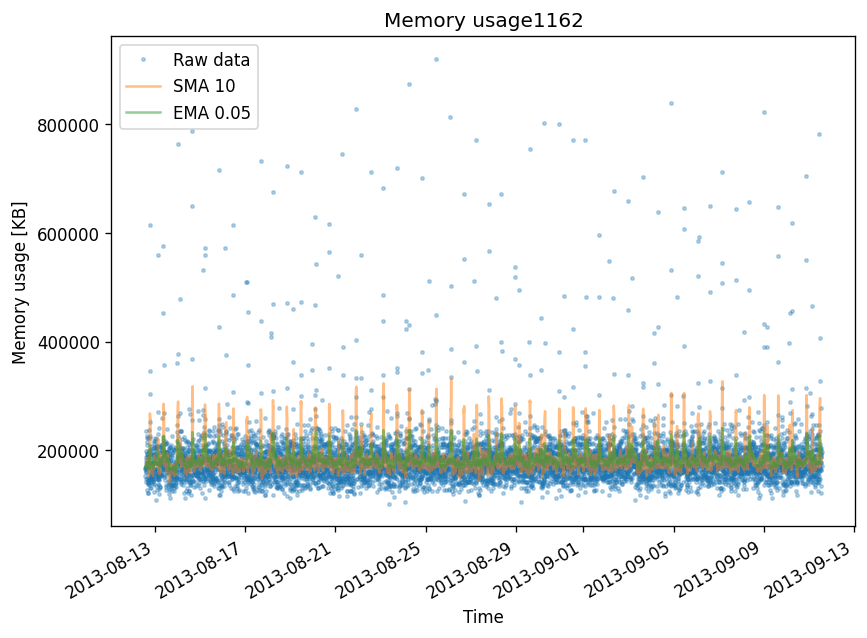 Memory usage1162
Raw data
SMA 10
EMA 0.05
800000
600000
400000
200000
Memory usage [KB]
2013-08-13
2013-08-17
2013-08-21
2013-08-25
2013-08-29
2013-09-01
2013-09-05
2013-09-09
2013-09-13
Time